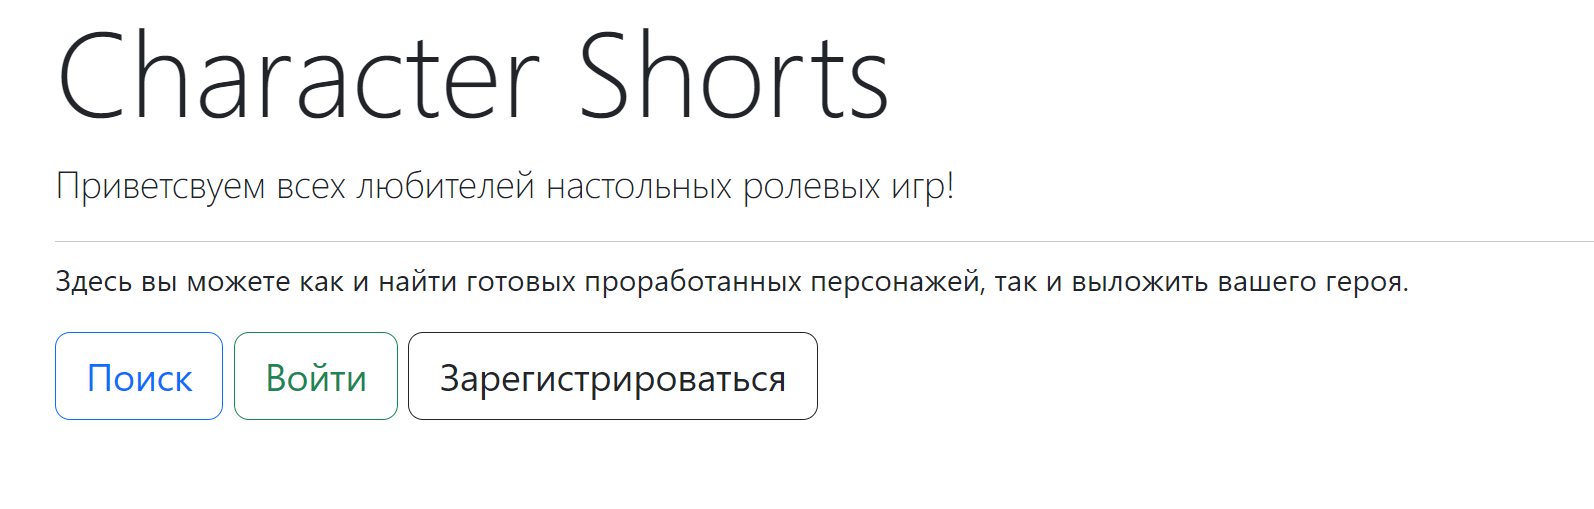 Character Shorts
Приветсвуем всех любителей настольных ролевых игр!
Здесь вы можете как и найти готовых проработанных персонажей, так и выложить вашего героя.
Поиск Войти Зарегистрироваться